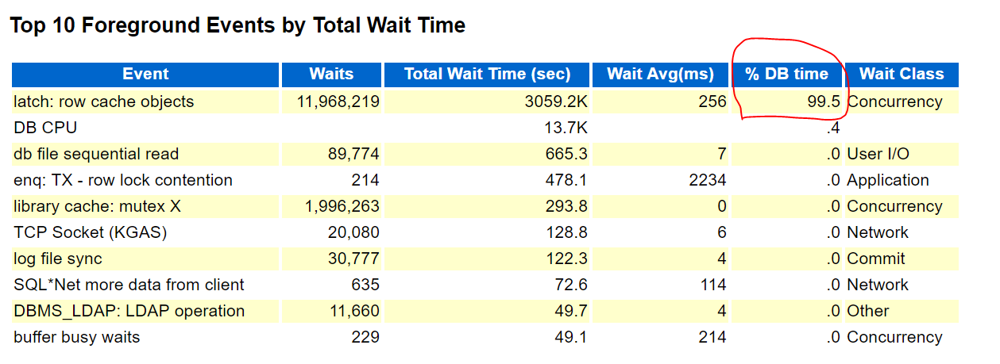 Top 10 Foreground Events by Total Wait Time
Event Waits Total Wait Time (sec) Wait Avg(ms) % DB time Wait Class
latch: row cache objects 11,968,219 3059.2K 256 99.5 Concurrency
DB CPU 13.7K .4
db file sequential read 89,774 665.3 7 .0 User I/O
enq: TX - row lock contention 214 478.1 2234 .0 Application
library cache: mutex X 1,996,263 293.8 0 .0 Concurrency
TCP Socket (KGAS) 20,080 128.8 6 .0 Network
log file sync 30,777 122.3 4 .0 Commit
SQL*Net more data from client 635 72.6 114 .0 Network
DBMS_LDAP: LDAP operation 11,660 49.7 4 .0 Other
buffer busy waits 229 49.1 214 .0 Concurrency